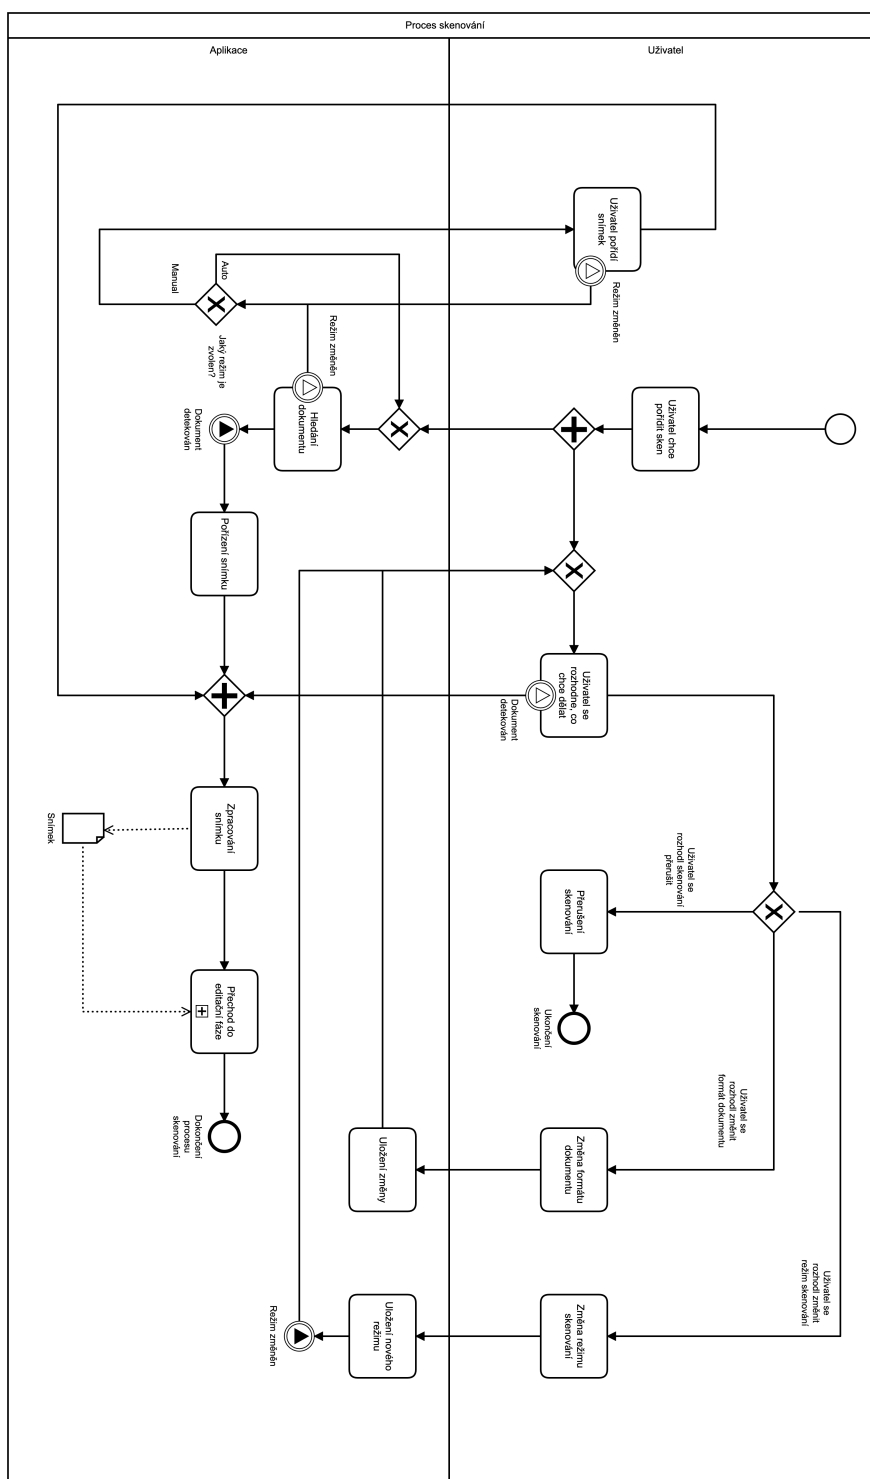 Proces skenování
Aplikace
Uživatel
Uživatel pořídí
snímek
Režim změněn
Auto
Manual
Jaký režim je
zvolen?
Režim změněn
Hledání
dokumentu
Dokument
detekován
Uživatel chce
pořídit sken
Pořízení snímku
Uživatel se
rozhodne, co
chce dělat
Dokument
detekován
Zpracování
snímku
Snímek
Uživatel se
rozhodl skenování
přerušit
Přerušení
skenování
Ukončení
skenování
Přechod do
editační fáze
Dokončení
procesu
skenování
Uživatel se
rozhodl změnit
formát dokumentu
Změna formátu
dokumentu
Uložení změny
Uživatel se
rozhodl změnit
režim skenování
Změna režimu
skenování
Uložení nového
režimu
Režim změněn